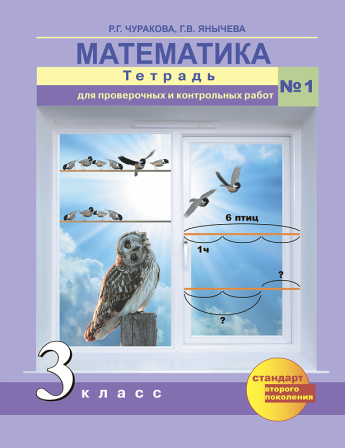 Р.Г. ЧУРАКОВА, Г.В. ЯНЫЧЕВА
МАТЕМАТИКА
Тетрадь
для проверочных и контрольных работ
№1
6 птиц
1ч
?
?
3 класс
стандарт
второго
поколения